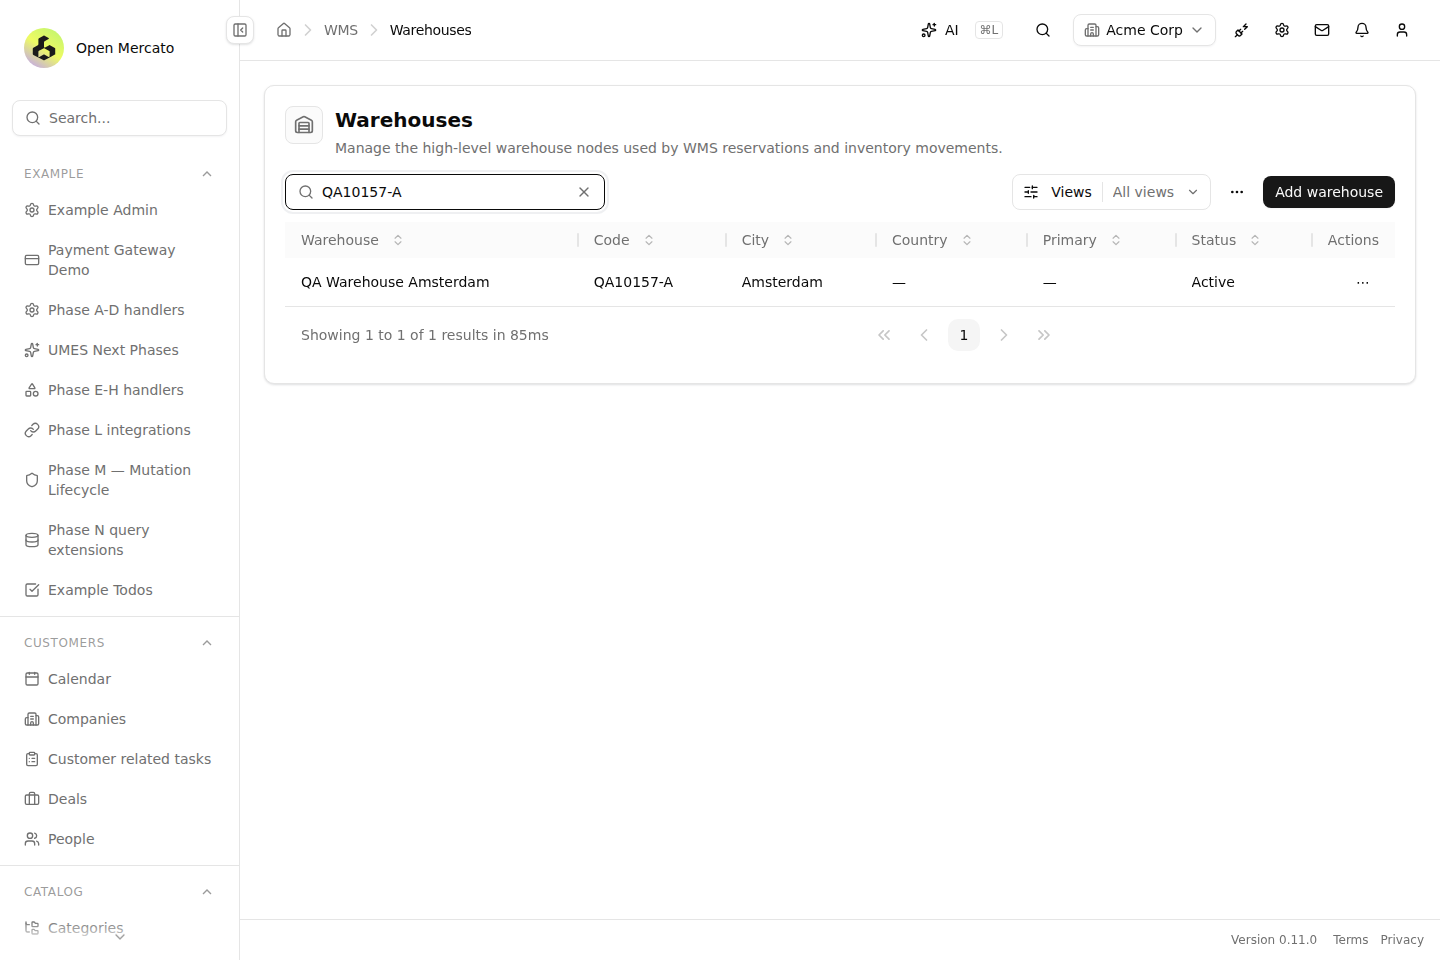 Open Mercato
Search...
EXAMPLE
Example Admin
Payment Gateway
Demo
Phase A-D handlers
UMES Next Phases
Phase E-H handlers
Phase L integrations
Phase M — Mutation
Lifecycle
Phase N query
extensions
Example Todos
CUSTOMERS
Calendar
Companies
Customer related tasks
Deals
People
CATALOG
Categories
WMS Warehouses AI ⌘L Acme Corp
Warehouses
Manage the high-level warehouse nodes used by WMS reservations and inventory movements.
QA10157-A Views All views ··· Add warehouse
Warehouse Code City Country Primary Status Actions
QA Warehouse Amsterdam QA10157-A Amsterdam — — Active ···
Showing 1 to 1 of 1 results in 85ms 1
Version 0.11.0 Terms Privacy